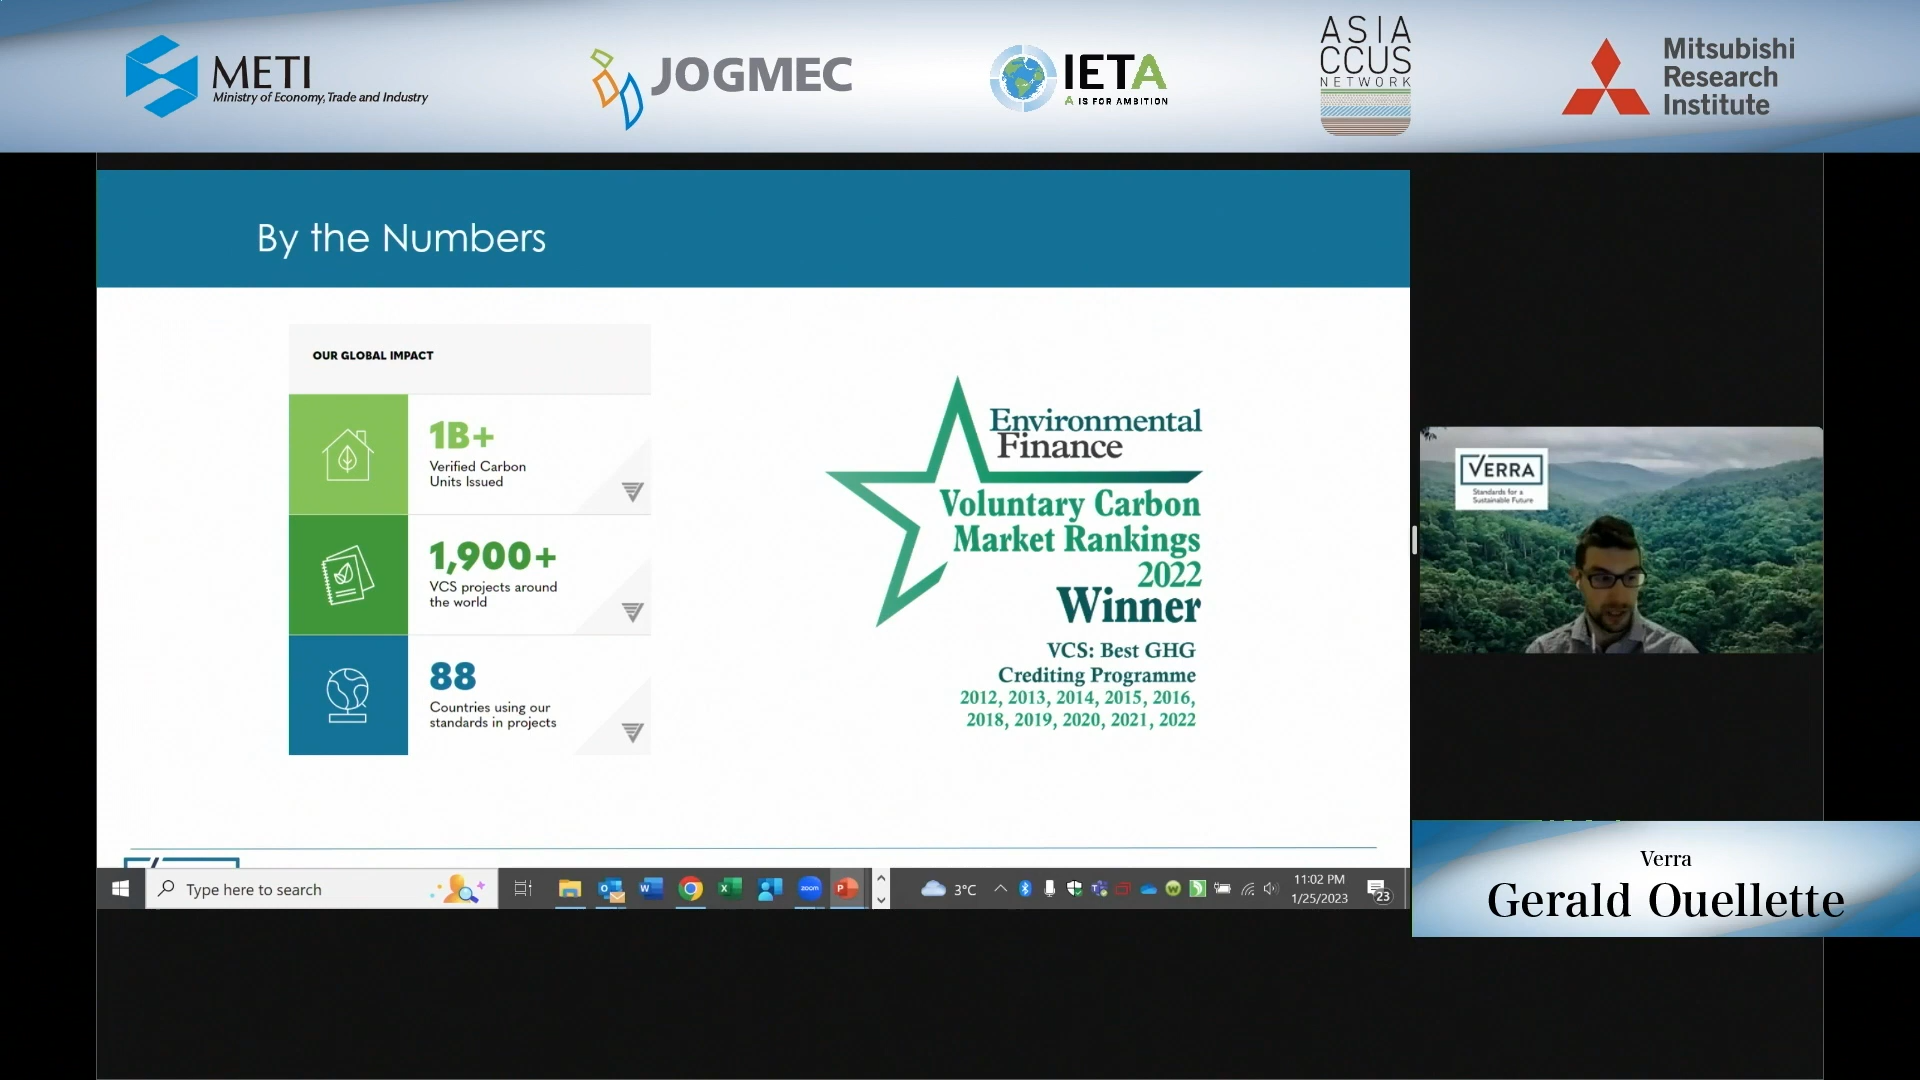 METI
Ministry of Economy, Trade and Industry
JOGMEC
IETA
A IS FOR AMBITION
ASIA
CCUS
NETWORK
Mitsubishi
Research
Institute
By the Numbers
OUR GLOBAL IMPACT
1B+
Verified Carbon
Units Issued
1,900+
VCS projects around
the world
88
Countries using our
standards in projects
Environmental
Finance
Voluntary Carbon
Market Rankings
2022
Winner
VCS: Best GHG
Crediting Programme
2012, 2013, 2014, 2015, 2016,
2018, 2019, 2020, 2021, 2022
VERRA
Standards for a
Sustainable Future
Type here to search
zoom
3°C
11:02 PM
1/25/2023
23
Verra
Gerald Ouellette